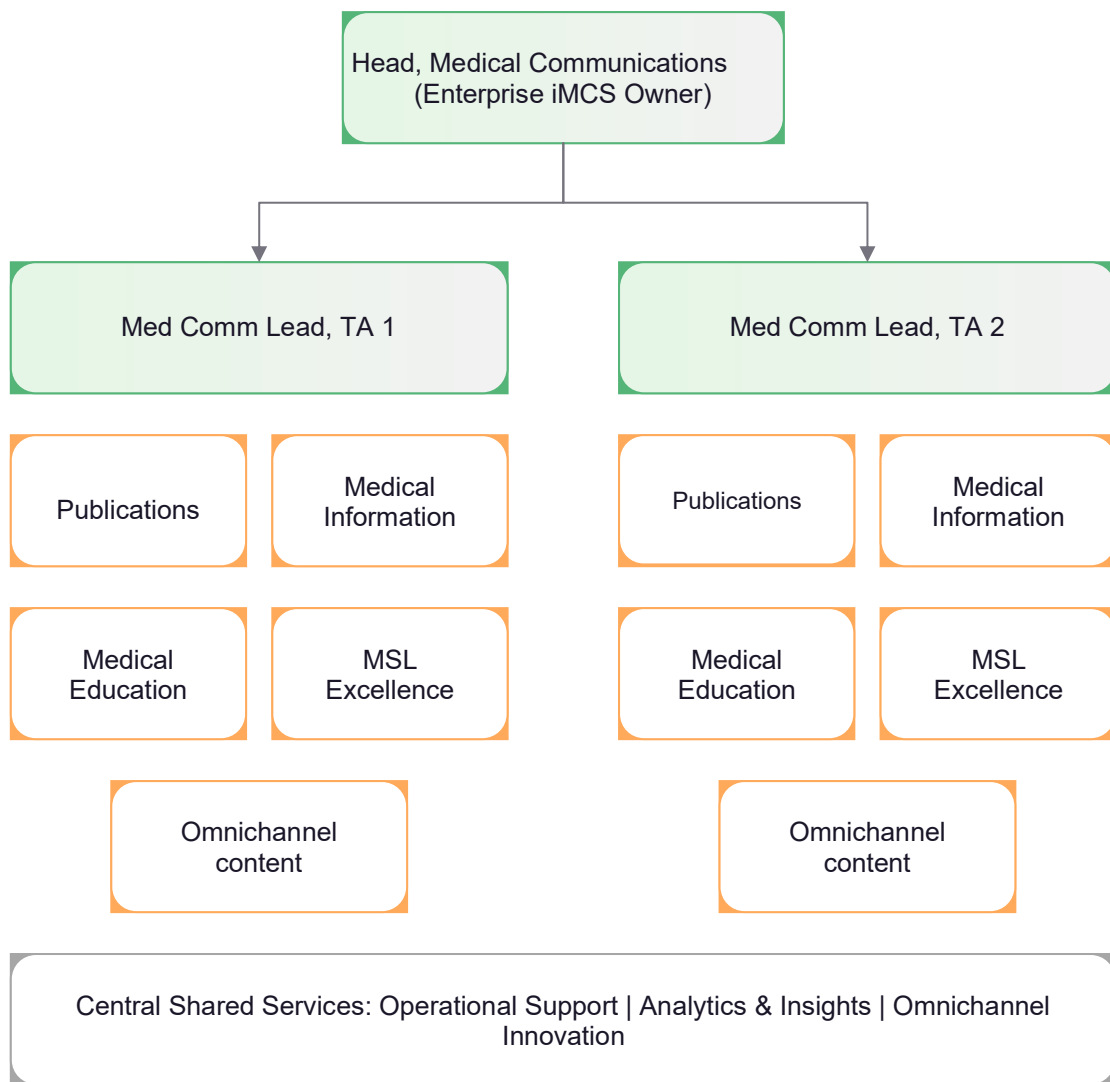 Head, Medical Communications
(Enterprise iMCS Owner)
Med Comm Lead, TA 1
Med Comm Lead, TA 2
Publications
Medical
Information
Publications
Medical
Information
Medical
Education
MSL
Excellence
Medical
Education
MSL
Excellence
Omnichannel
content
Omnichannel
content
Central Shared Services: Operational Support | Analytics & Insights | Omnichannel
Innovation